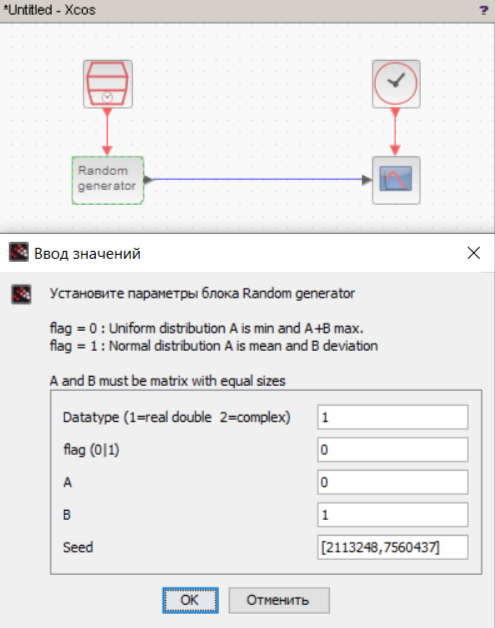 *Untitled - Xcos
?
Random
generator
Ввод значений
Установите параметры блока Random generator
flag = 0 : Uniform distribution A is min and A+B max.
flag = 1 : Normal distribution A is mean and B deviation
A and B must be matrix with equal sizes
Datatype (1=real double 2=complex) 1
flag (0|1) 0
A 0
B 1
Seed [2113248,7560437]
OK Отменить